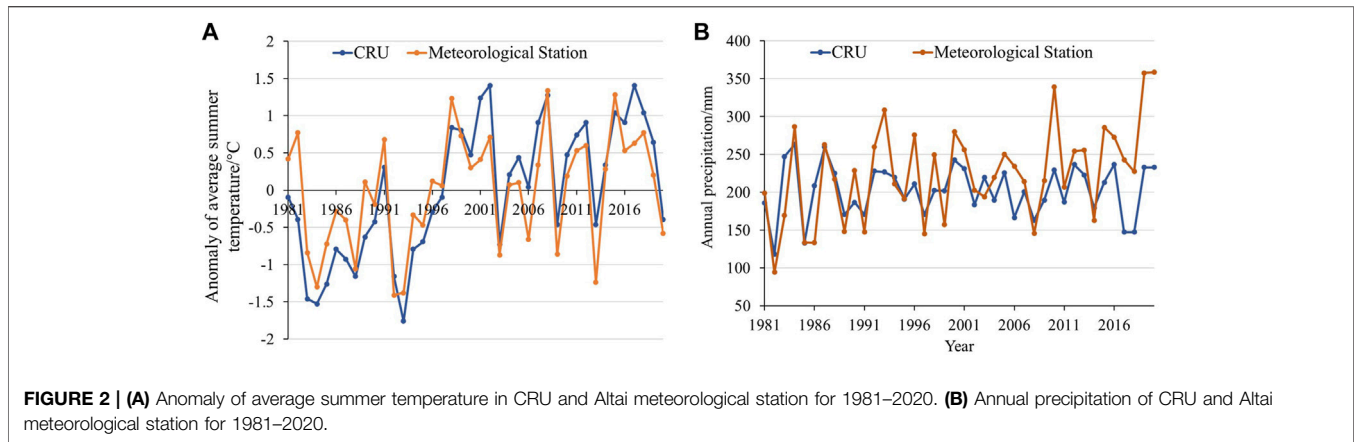 A
CRU
Meteorological Station
2
1.5
1
0.5
0
-0.5
-1
-1.5
-2
Anomaly of average summer
temperature/°C
1981
1986
1991
1996
2001
2006
2011
2016
B
CRU
Meteorological Station
400
350
300
250
200
150
100
50
Annual precipitation/mm
1981
1986
1991
1996
2001
2006
2011
2016
Year
FIGURE 2 | (A) Anomaly of average summer temperature in CRU and Altai meteorological station for 1981–2020. (B) Annual precipitation of CRU and Altai
meteorological station for 1981–2020.